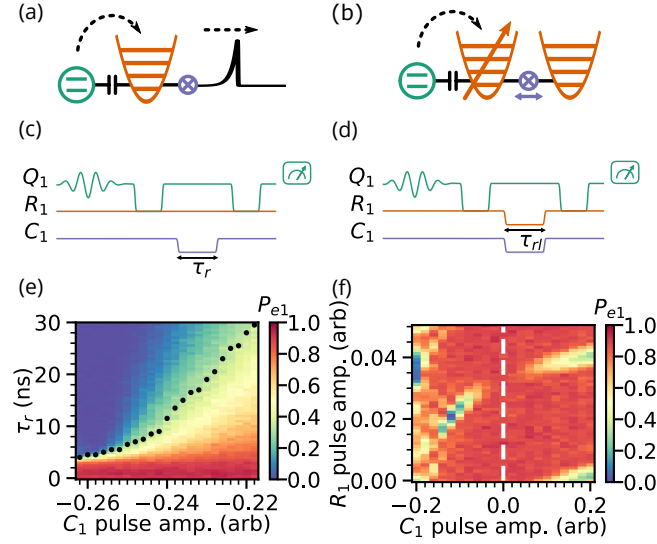 (a)
(b)
(c)
Q₁
R₁
C₁
τᵣ
(d)
Q₁
R₁
C₁
τᵣₗ
(e)
Pₑ₁
30
20
10
0
τᵣ (ns)
−0.26
−0.24
−0.22
C₁ pulse amp. (arb)
1.0
0.8
0.6
0.4
0.2
0.0
(f)
Pₑ₁
0.04
0.02
0.00
R₁ pulse amp. (arb)
−0.2
0.0
0.2
C₁ pulse amp. (arb)
1.0
0.8
0.6
0.4
0.2
0.0